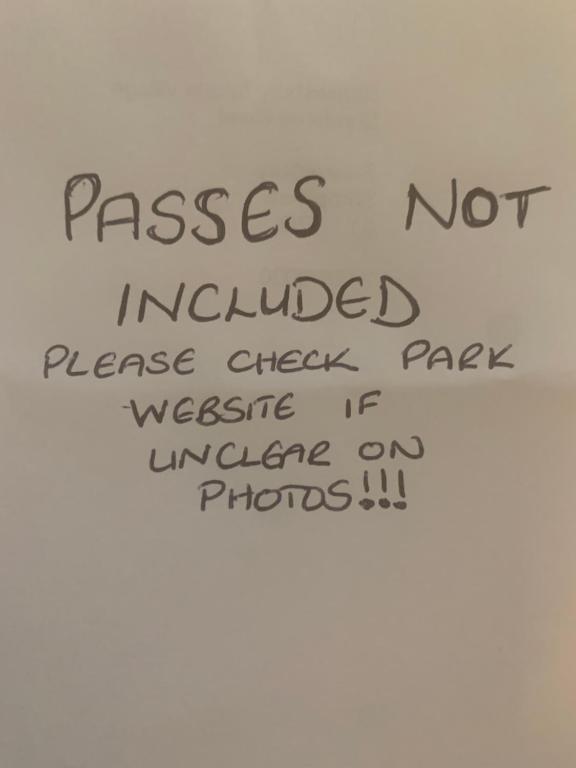 PASSES NOT
INCLUDED
PLEASE CHECK PARK
WEBSITE IF
UNCLEAR ON
PHOTOS!!!